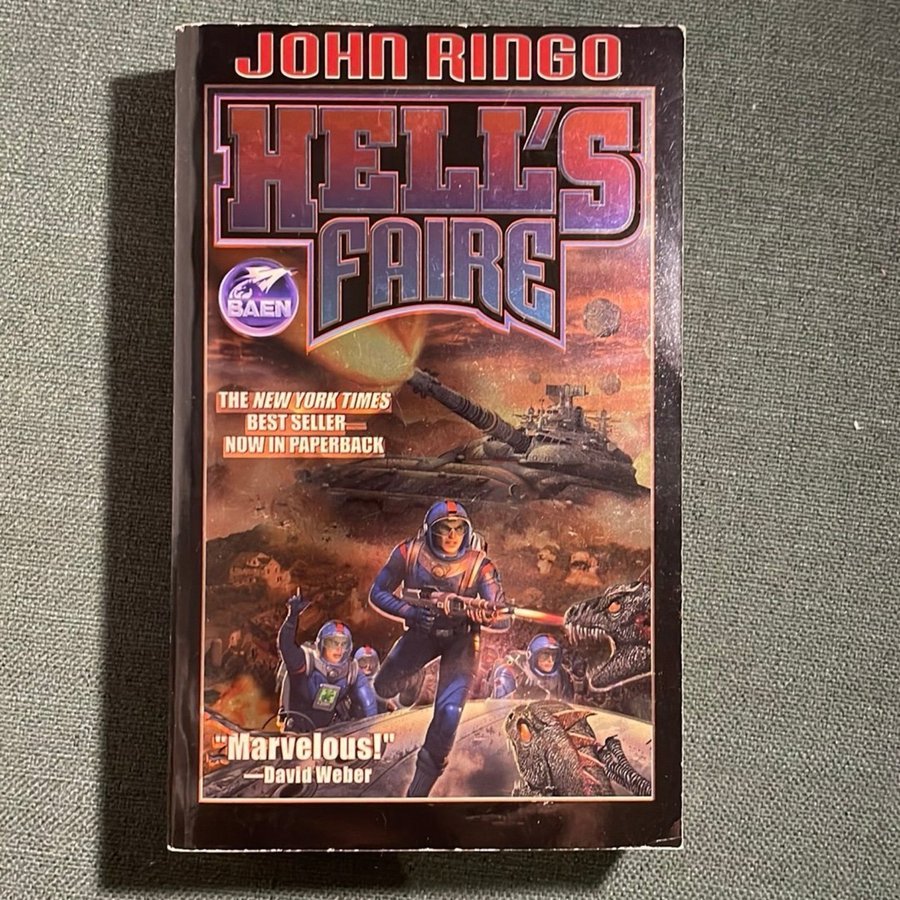 JOHN RINGO
HELL'S
FAIRE
BAEN
THE NEW YORK TIMES
BEST SELLER—
NOW IN PAPERBACK
"Marvelous!"
—David Weber